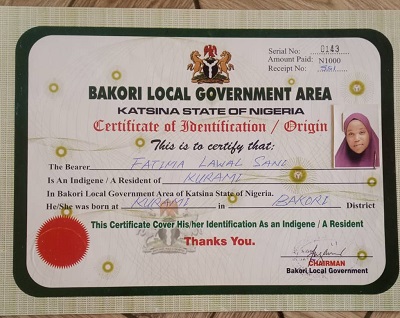 Serial No: 0143
Amount Paid: N1000
Receipt No:
BAKORI LOCAL GOVERNMENT AREA
KATSINA STATE OF NIGERIA
Certificate of Identification / Origin
This is to certify that:
The Bearer FATIMA LAWAL SANI
Is An Indigene / A Resident of KURAMI
In Bakori Local Government Area of Katsina State of Nigeria.
He/She was born at KURAMI in BAKORI District
This Certificate Cover His/her Identification As an Indigene / A Resident
Thanks You.
CHAIRMAN
Bakori Local Government